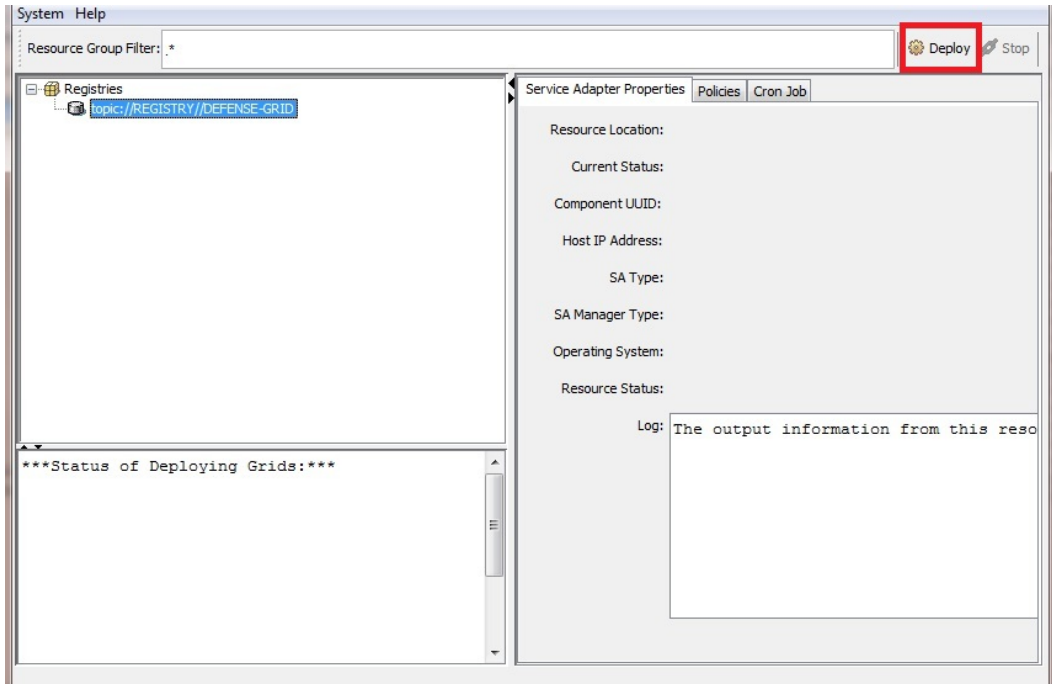 System Help
Resource Group Filter: .*
Deploy Stop
Registries
topic://REGISTRY//DEFENSE-GRID
Service Adapter Properties Policies Cron Job
Resource Location:
Current Status:
Component UUID:
Host IP Address:
SA Type:
SA Manager Type:
Operating System:
Resource Status:
Log: The output information from this reso
***Status of Deploying Grids:***